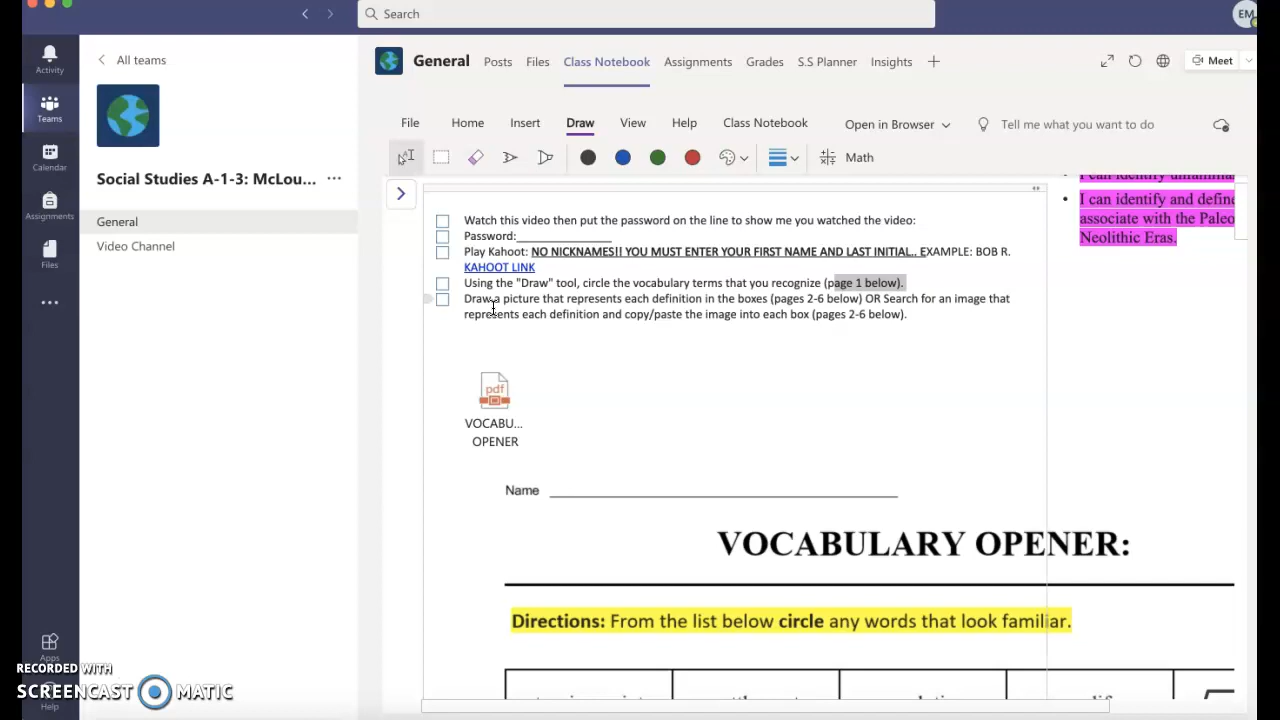 Search
EM
Activity
Teams
Calendar
Assignments
Files
Apps
Help
All teams
Social Studies A-1-3: McLou...
General
Video Channel
General Posts Files Class Notebook Assignments Grades S.S Planner Insights Meet
File Home Insert Draw View Help Class Notebook Open in Browser Tell me what you want to do
Math
Watch this video then put the password on the line to show me you watched the video:
Password:_______________
Play Kahoot: NO NICKNAMES!! YOU MUST ENTER YOUR FIRST NAME AND LAST INITIAL.. EXAMPLE: BOB R.
KAHOOT LINK
Using the "Draw" tool, circle the vocabulary terms that you recognize (page 1 below).
Draw a picture that represents each definition in the boxes (pages 2-6 below) OR Search for an image that
represents each definition and copy/paste the image into each box (pages 2-6 below).
I can identify
I can identify and define
associate with the Paleo
Neolithic Eras.
pdf
VOCABU...
OPENER
Name
VOCABULARY OPENER:
Directions: From the list below circle any words that look familiar.
RECORDED WITH
SCREENCAST MATIC